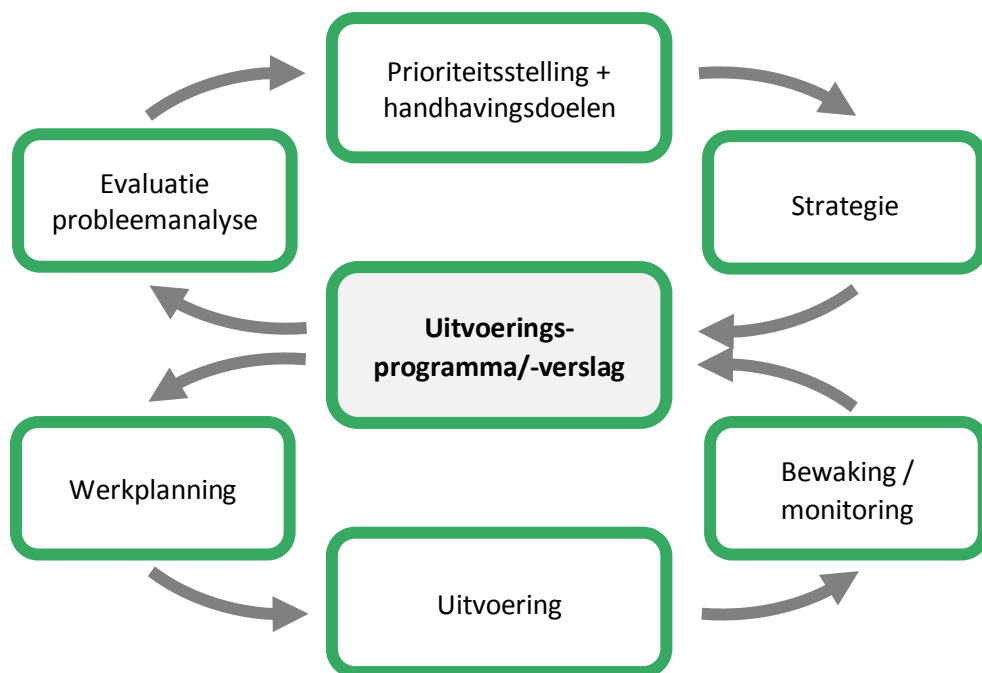 Prioriteitsstelling +
handhavingsdoelen
Evaluatie
probleemanalyse
Strategie
Uitvoerings-
programma/-verslag
Werkplanning
Bewaking /
monitoring
Uitvoering